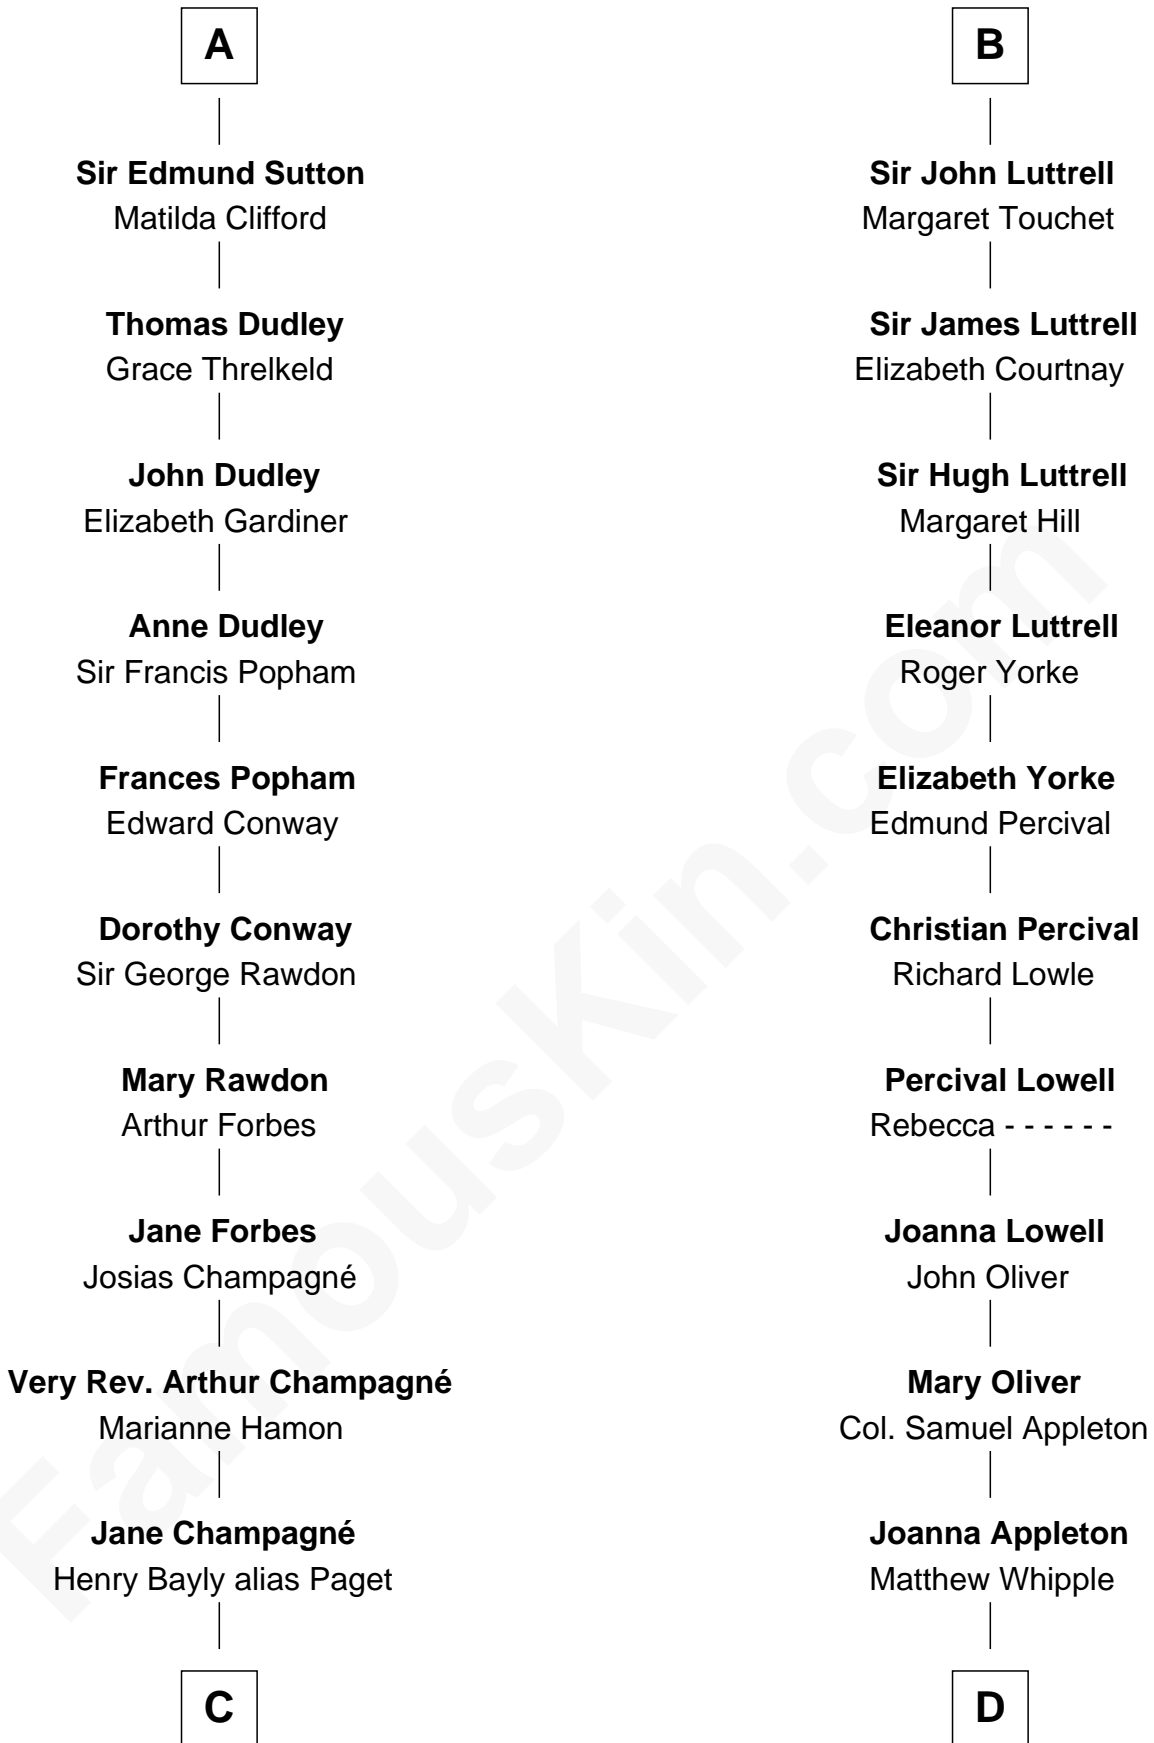 A
Sir Edmund Sutton
Matilda Clifford
Thomas Dudley
Grace Threlkeld
John Dudley
Elizabeth Gardiner
Anne Dudley
Sir Francis Popham
Frances Popham
Edward Conway
Dorothy Conway
Sir George Rawdon
Mary Rawdon
Arthur Forbes
Jane Forbes
Josias Champagné
Very Rev. Arthur Champagné
Marianne Hamon
Jane Champagné
Henry Bayly alias Paget
C
B
Sir John Luttrell
Margaret Touchet
Sir James Luttrell
Elizabeth Courtnay
Sir Hugh Luttrell
Margaret Hill
Eleanor Luttrell
Roger Yorke
Elizabeth Yorke
Edmund Percival
Christian Percival
Richard Lowle
Percival Lowell
Rebecca - - - - - -
Joanna Lowell
John Oliver
Mary Oliver
Col. Samuel Appleton
Joanna Appleton
Matthew Whipple
D
FamousKin.com